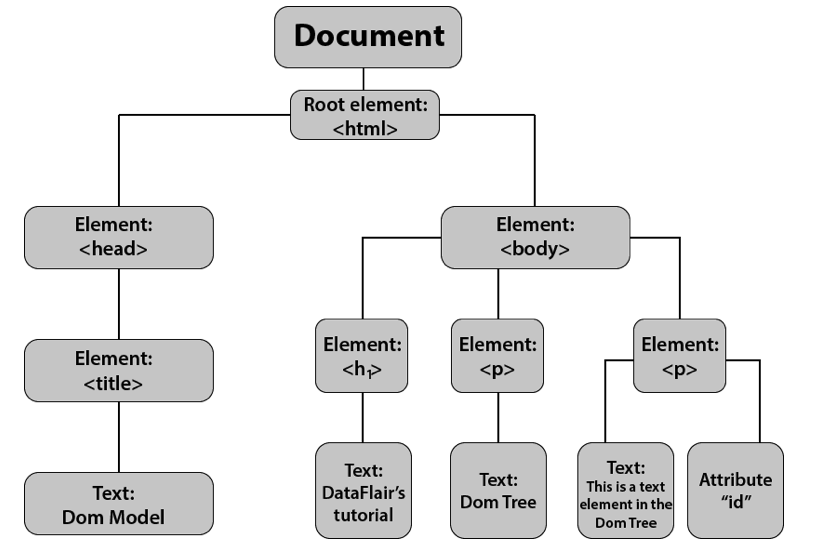 Document
Root element:
<html>
Element:
<head>
Element:
<body>
Element:
<title>
Element:
<h1>
Element:
<p>
Element:
<p>
Text:
Dom Model
Text:
DataFlair's
tutorial
Text:
Dom Tree
Text:
This is a text
element in the
Dom Tree
Attribute
“id”